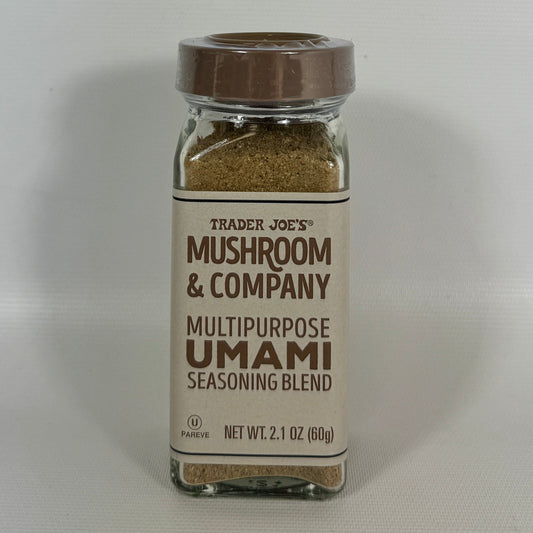 TRADER JOE'S®
MUSHROOM
& COMPANY
MULTIPURPOSE
UMAMI
SEASONING BLEND
U
PAREVE
NET WT. 2.1 OZ (60g)